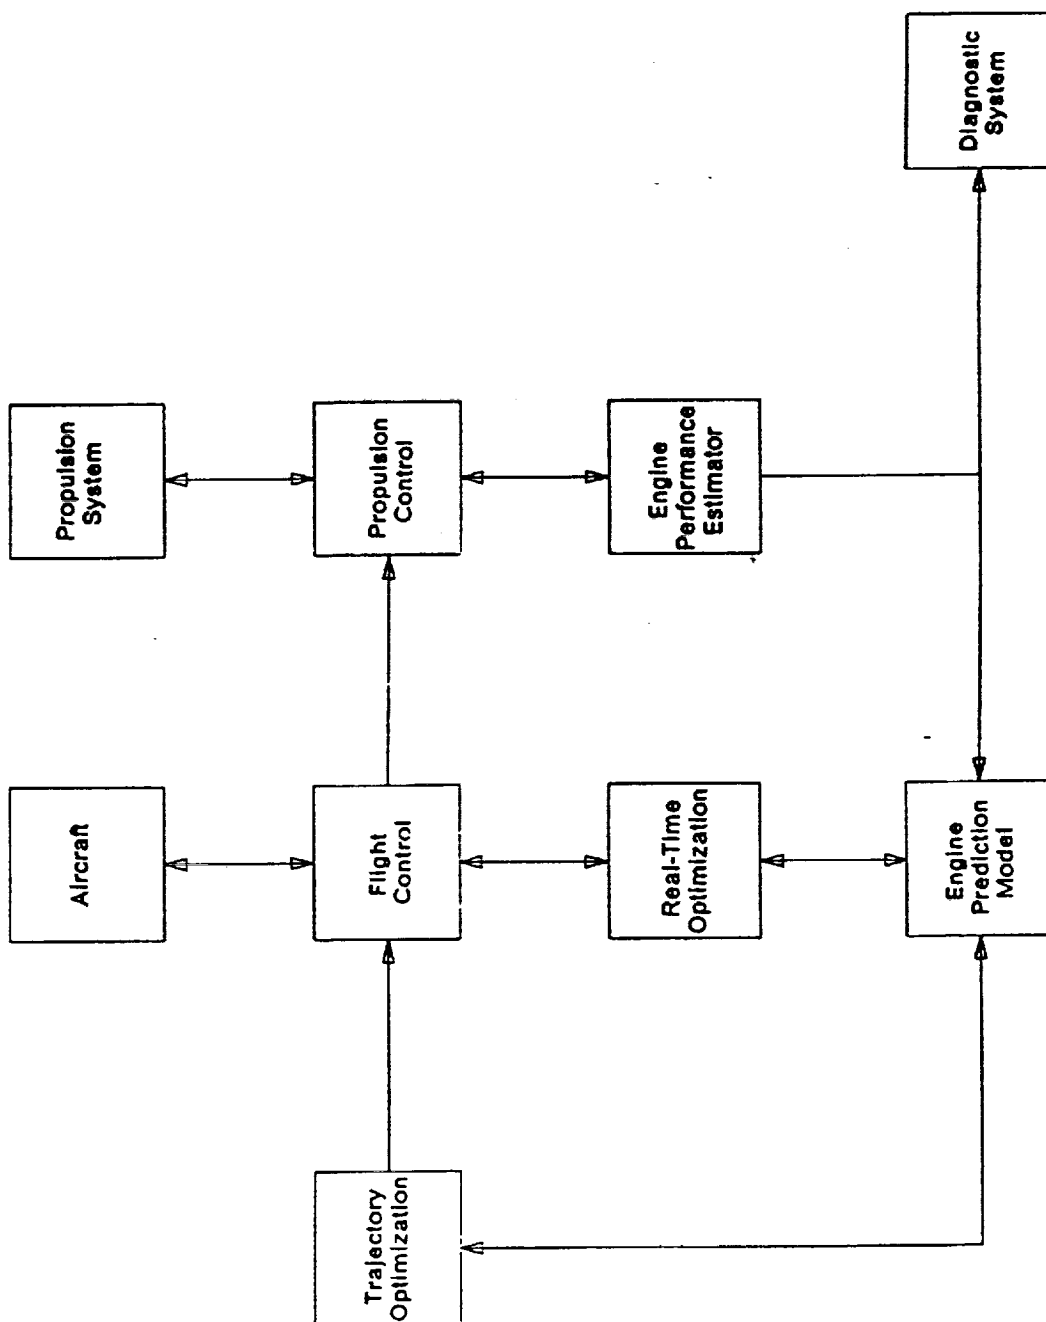 Diagnostic
System
Propulsion
System
Propulsion
Control
Engine
Performance
Estimator
Aircraft
Flight
Control
Real-Time
Optimization
Engine
Prediction
Model
Trajectory
Optimization